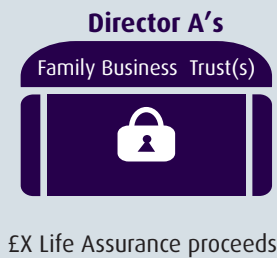 Director A’s
Family Business Trust(s)
£X Life Assurance proceeds